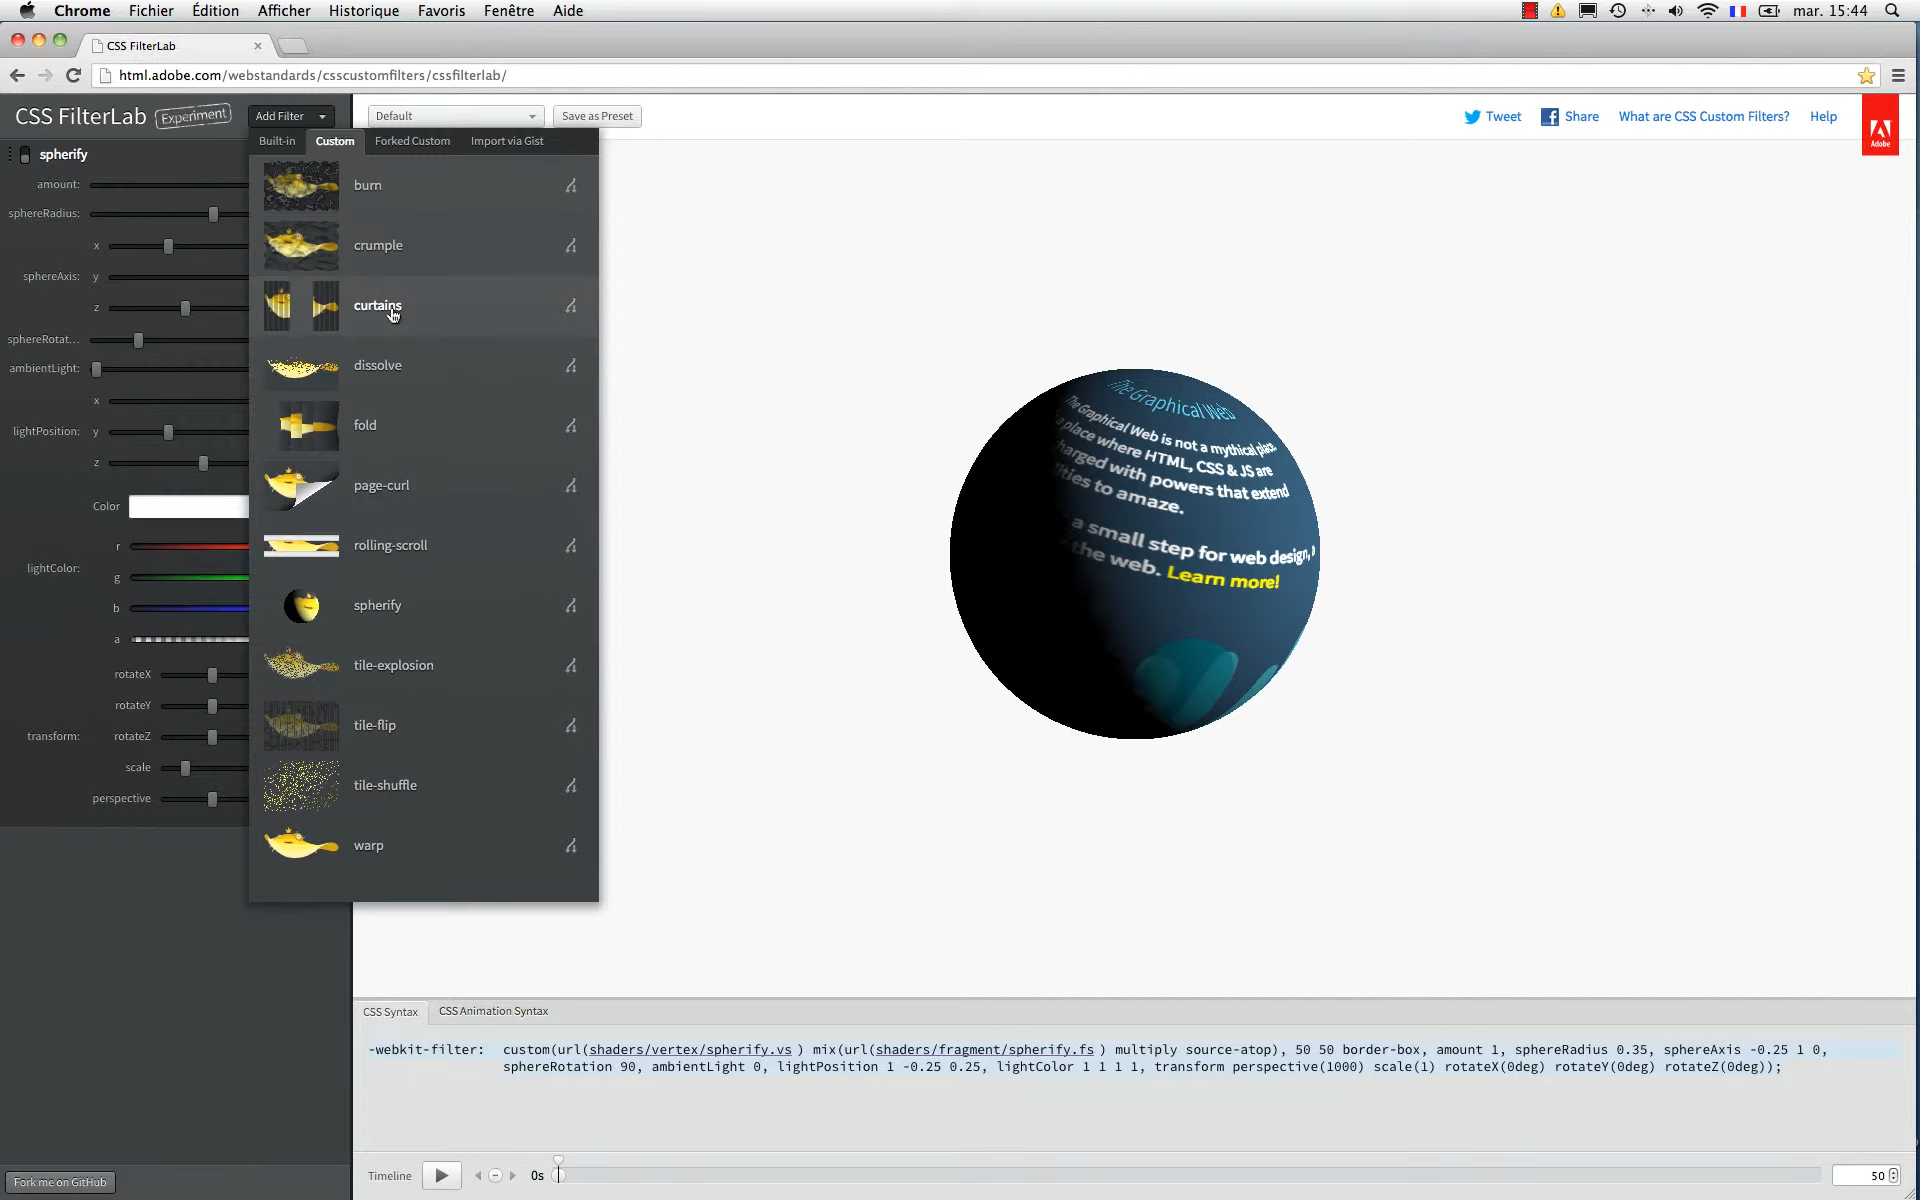 Chrome Fichier Édition Afficher Historique Favoris Fenêtre Aide mar. 15:44
CSS FilterLab
html.adobe.com/webstandards/csscustomfilters/cssfilterlab/
CSS FilterLab Experiment Add Filter Default Save as Preset Tweet Share What are CSS Custom Filters? Help Adobe
Built-in Custom Forked Custom Import via Gist
spherify
amount:
sphereRadius:
x
sphereAxis: y
z
sphereRotat...
ambientLight:
x
lightPosition: y
z
Color
r
lightColor: g
b
a
rotateX
rotateY
transform: rotateZ
scale
perspective
burn
crumple
curtains
dissolve
fold
page-curl
rolling-scroll
spherify
tile-explosion
tile-flip
tile-shuffle
warp
The Graphical Web
The Graphical Web is not a mythical place.
a place where HTML, CSS & JS are
harged with powers that extend
ities to amaze.
a small step for web design, a
the web. Learn more!
CSS Syntax CSS Animation Syntax
-webkit-filter: custom(url(shaders/vertex/spherify.vs ) mix(url(shaders/fragment/spherify.fs ) multiply source-atop), 50 50 border-box, amount 1, sphereRadius 0.35, sphereAxis -0.25 1 0,
sphereRotation 90, ambientLight 0, lightPosition 1 -0.25 0.25, lightColor 1 1 1 1, transform perspective(1000) scale(1) rotateX(0deg) rotateY(0deg) rotateZ(0deg));
Fork me on GitHub Timeline 0s 50